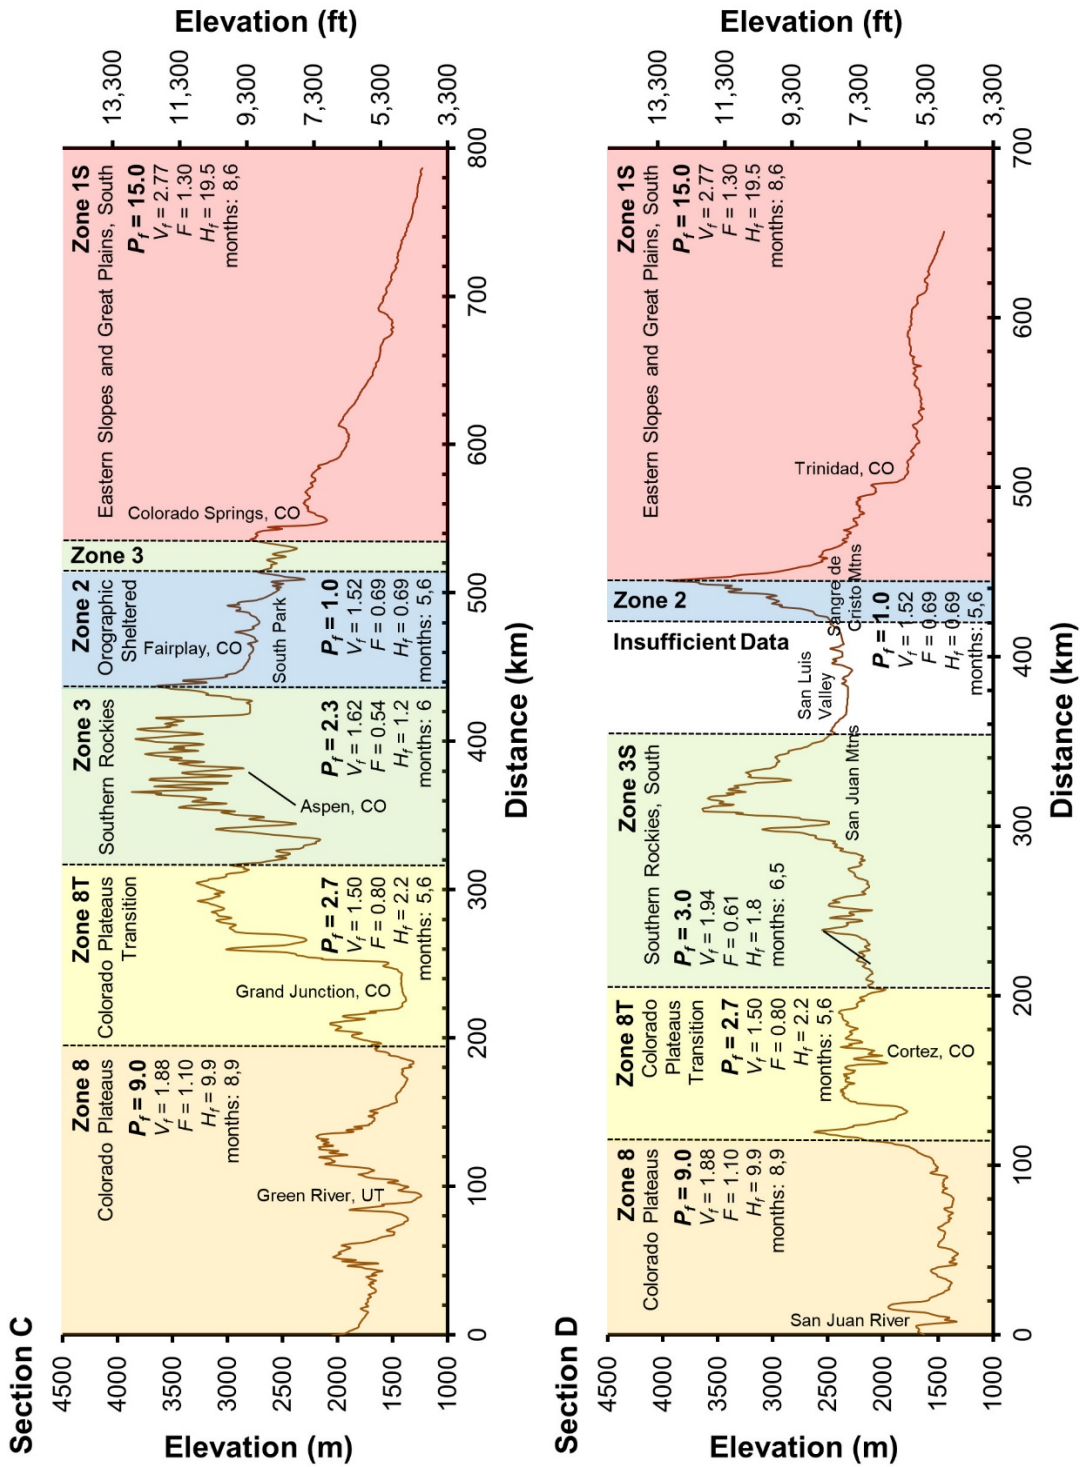 Section C
Elevation (m)
4500
4000
3500
3000
2500
2000
1500
1000
Zone 8
Colorado Plateaus
Pf = 9.0
Vf = 1.88
F = 1.10
Hf = 9.9
months: 8,9
Green River, UT
Zone 8T
Colorado Plateaus
Transition
Grand Junction, CO
Pf = 2.7
Vf = 1.50
F = 0.80
Hf = 2.2
months: 5,6
Zone 3
Southern Rockies
Aspen, CO
Pf = 2.3
Vf = 1.62
F = 0.54
Hf = 1.2
months: 6
Zone 2
Orographic
Sheltered
Fairplay, CO
South Park
Pf = 1.0
Vf = 1.52
F = 0.69
Hf = 0.69
months: 5,6
Zone 3
Zone 1S
Eastern Slopes and Great Plains, South
Pf = 15.0
Vf = 2.77
F = 1.30
Hf = 19.5
months: 8,6
Colorado Springs, CO
Elevation (ft)
13,300
11,300
9,300
7,300
5,300
3,300
0 100 200 300 400 500 600 700 800
Distance (km)
Section D
Elevation (m)
4500
4000
3500
3000
2500
2000
1500
1000
Zone 8
Colorado Plateaus
Pf = 9.0
Vf = 1.88
F = 1.10
Hf = 9.9
months: 8,9
San Juan River
Zone 8T
Colorado
Plateaus
Transition
Pf = 2.7
Vf = 1.50
F = 0.80
Hf = 2.2
months: 5,6
Cortez, CO
Zone 3S
Southern Rockies, South
Pf = 3.0
Vf = 1.94
F = 0.61
Hf = 1.8
months: 6,5
San Juan Mtns
Insufficient Data
San Luis
Valley
Zone 2
Sangre de
Cristo Mtns
Pf = 1.0
Vf = 1.52
F = 0.69
Hf = 0.69
months: 5,6
Zone 1S
Eastern Slopes and Great Plains, South
Pf = 15.0
Vf = 2.77
F = 1.30
Hf = 19.5
months: 8,6
Trinidad, CO
Elevation (ft)
13,300
11,300
9,300
7,300
5,300
3,300
0 100 200 300 400 500 600 700
Distance (km)